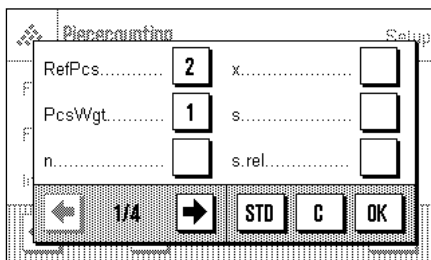 Piececounting Setup
RefPcs............ 2 x.....................
PcsWgt........... 1 s.....................
n..................... s.rel................
1/4 STD C OK